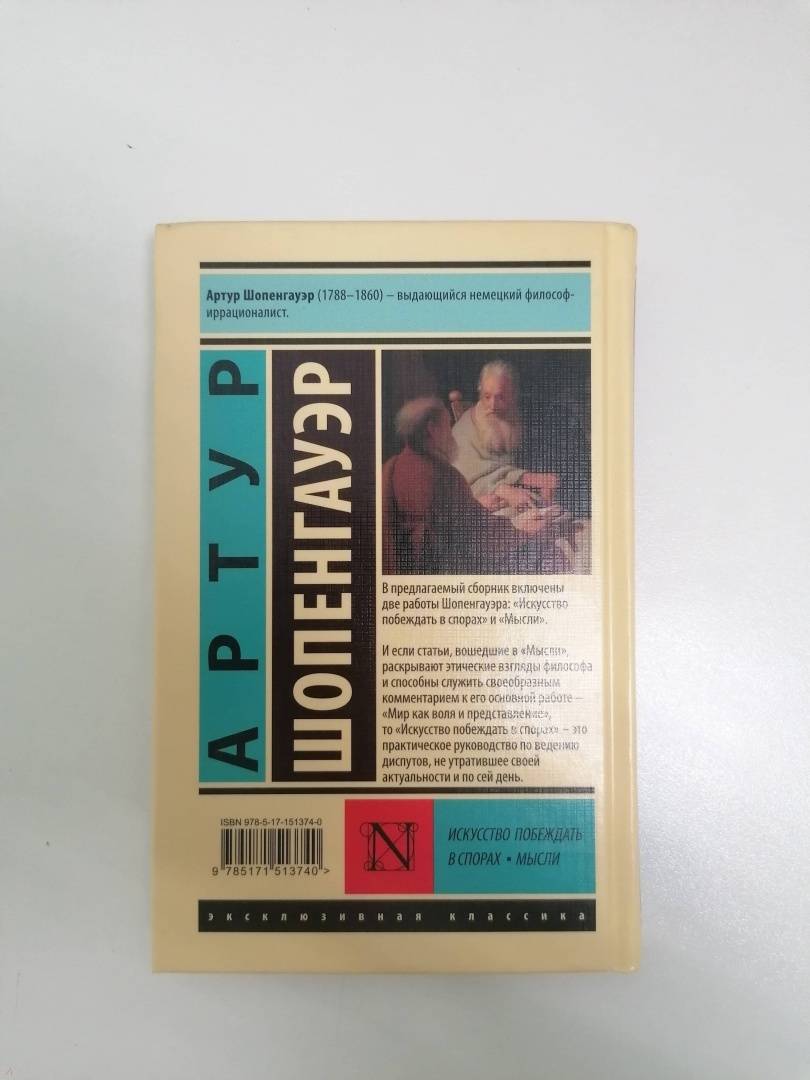 Артур Шопенгауэр (1788–1860) – выдающийся немецкий философ-
иррационалист.
АРТУР
ШОПЕНГАУЭР
В предлагаемый сборник включены
две работы Шопенгауэра: «Искусство
побеждать в спорах» и «Мысли».
И если статьи, вошедшие в «Мысли»,
раскрывают этические взгляды философа
и способны служить своеобразным
комментарием к его основной работе –
«Мир как воля и представление»,
то «Искусство побеждать в спорах» – это
практическое руководство по ведению
диспутов, не утратившее своей
актуальности и по сей день.
ISBN 978-5-17-151374-0
9 785171 513740 >
N
ИСКУССТВО ПОБЕЖДАТЬ
В СПОРАХ ▪ МЫСЛИ
эксклюзивная классика